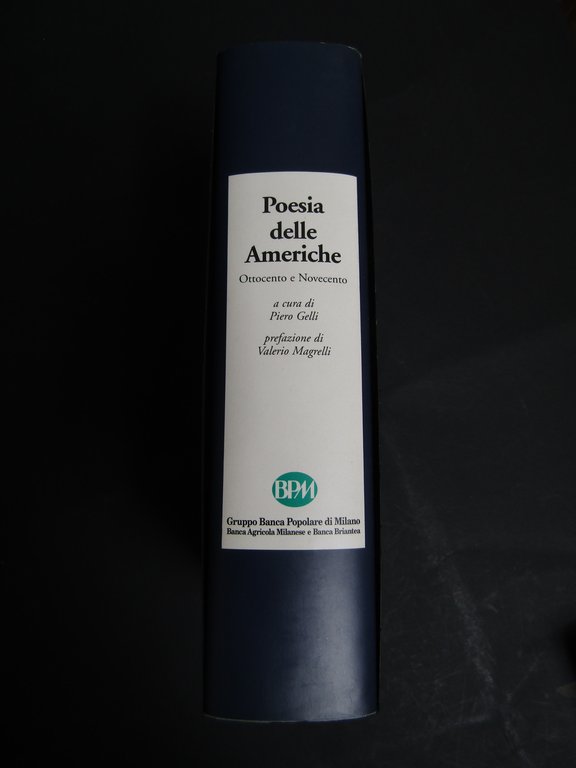 Poesia
delle
Americhe
Ottocento e Novecento
a cura di
Piero Gelli
prefazione di
Valerio Magrelli
BPM
Gruppo Banca Popolare di Milano
Banca Agricola Milanese e Banca Briantea